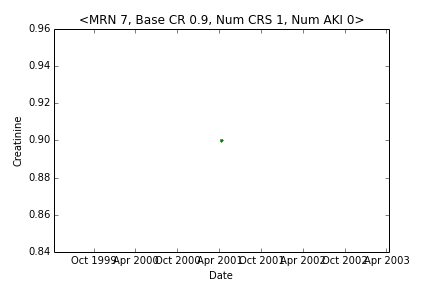 <MRN 7, Base CR 0.9, Num CRS 1, Num AKI 0>
0.96
0.94
0.92
0.90
0.88
0.86
0.84
Creatinine
Oct 1999 Apr 2000 Oct 2000 Apr 2001 Oct 2001 Apr 2002 Oct 2002 Apr 2003
Date